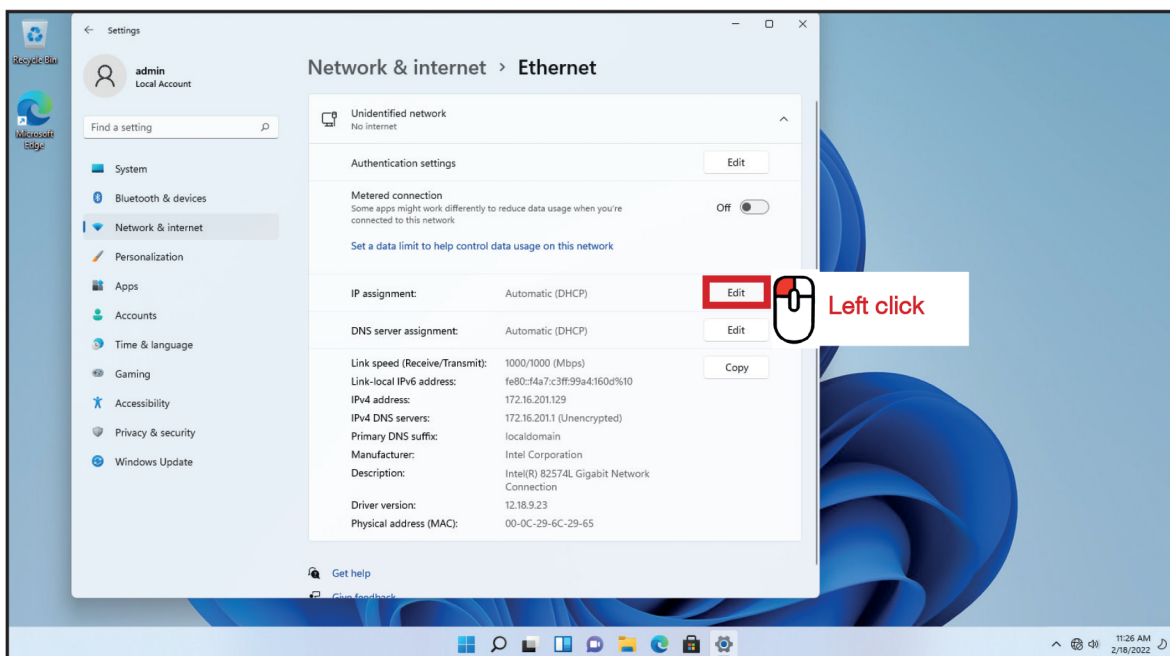 Recycle Bin
Microsoft
Edge
Settings
admin
Local Account
Find a setting
System
Bluetooth & devices
Network & internet
Personalization
Apps
Accounts
Time & language
Gaming
Accessibility
Privacy & security
Windows Update
Network & internet › Ethernet
Unidentified network
No internet
Authentication settings
Edit
Metered connection
Some apps might work differently to reduce data usage when you're
connected to this network
Off
Set a data limit to help control data usage on this network
IP assignment: Automatic (DHCP)
Edit
Left click
DNS server assignment: Automatic (DHCP)
Edit
Link speed (Receive/Transmit): 1000/1000 (Mbps)
Copy
Link-local IPv6 address: fe80::f4a7:c3ff:99a4:160d%10
IPv4 address: 172.16.201.129
IPv4 DNS servers: 172.16.201.1 (Unencrypted)
Primary DNS suffix: localdomain
Manufacturer: Intel Corporation
Description: Intel(R) 82574L Gigabit Network
Connection
Driver version: 12.18.9.23
Physical address (MAC): 00-0C-29-6C-29-65
Get help
Give feedback
11:26 AM
2/18/2022